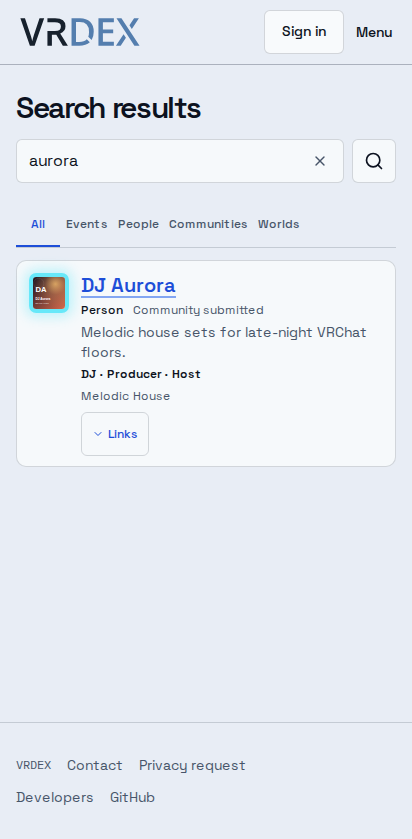 VRDEX
Sign in
Menu
Search results
aurora
All
Events
People
Communities
Worlds
DA
DJ Aurora
DJ Aurora
Person Community submitted
Melodic house sets for late-night VRChat
floors.
DJ · Producer · Host
Melodic House
Links
VRDEX Contact Privacy request
Developers GitHub